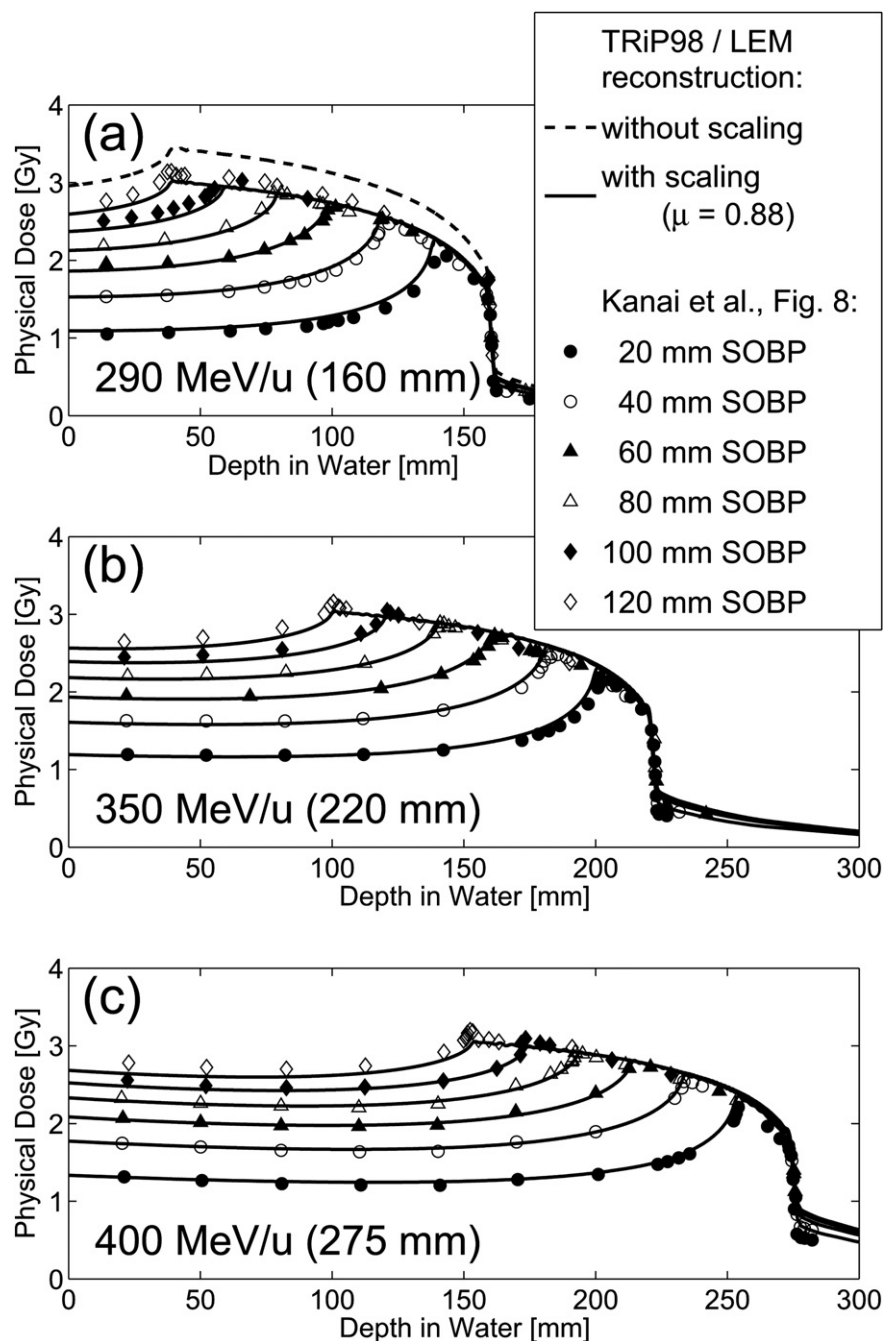 TRiP98 / LEM
reconstruction:
without scaling
with scaling
(μ = 0.88)
Kanai et al., Fig. 8:
20 mm SOBP
40 mm SOBP
60 mm SOBP
80 mm SOBP
100 mm SOBP
120 mm SOBP
(a)
Physical Dose [Gy]
4
3
2
1
0
290 MeV/u (160 mm)
0 50 100 150
Depth in Water [mm]
(b)
Physical Dose [Gy]
4
3
2
1
0
350 MeV/u (220 mm)
0 50 100 150 200 250 300
Depth in Water [mm]
(c)
Physical Dose [Gy]
4
3
2
1
0
400 MeV/u (275 mm)
0 50 100 150 200 250 300
Depth in Water [mm]